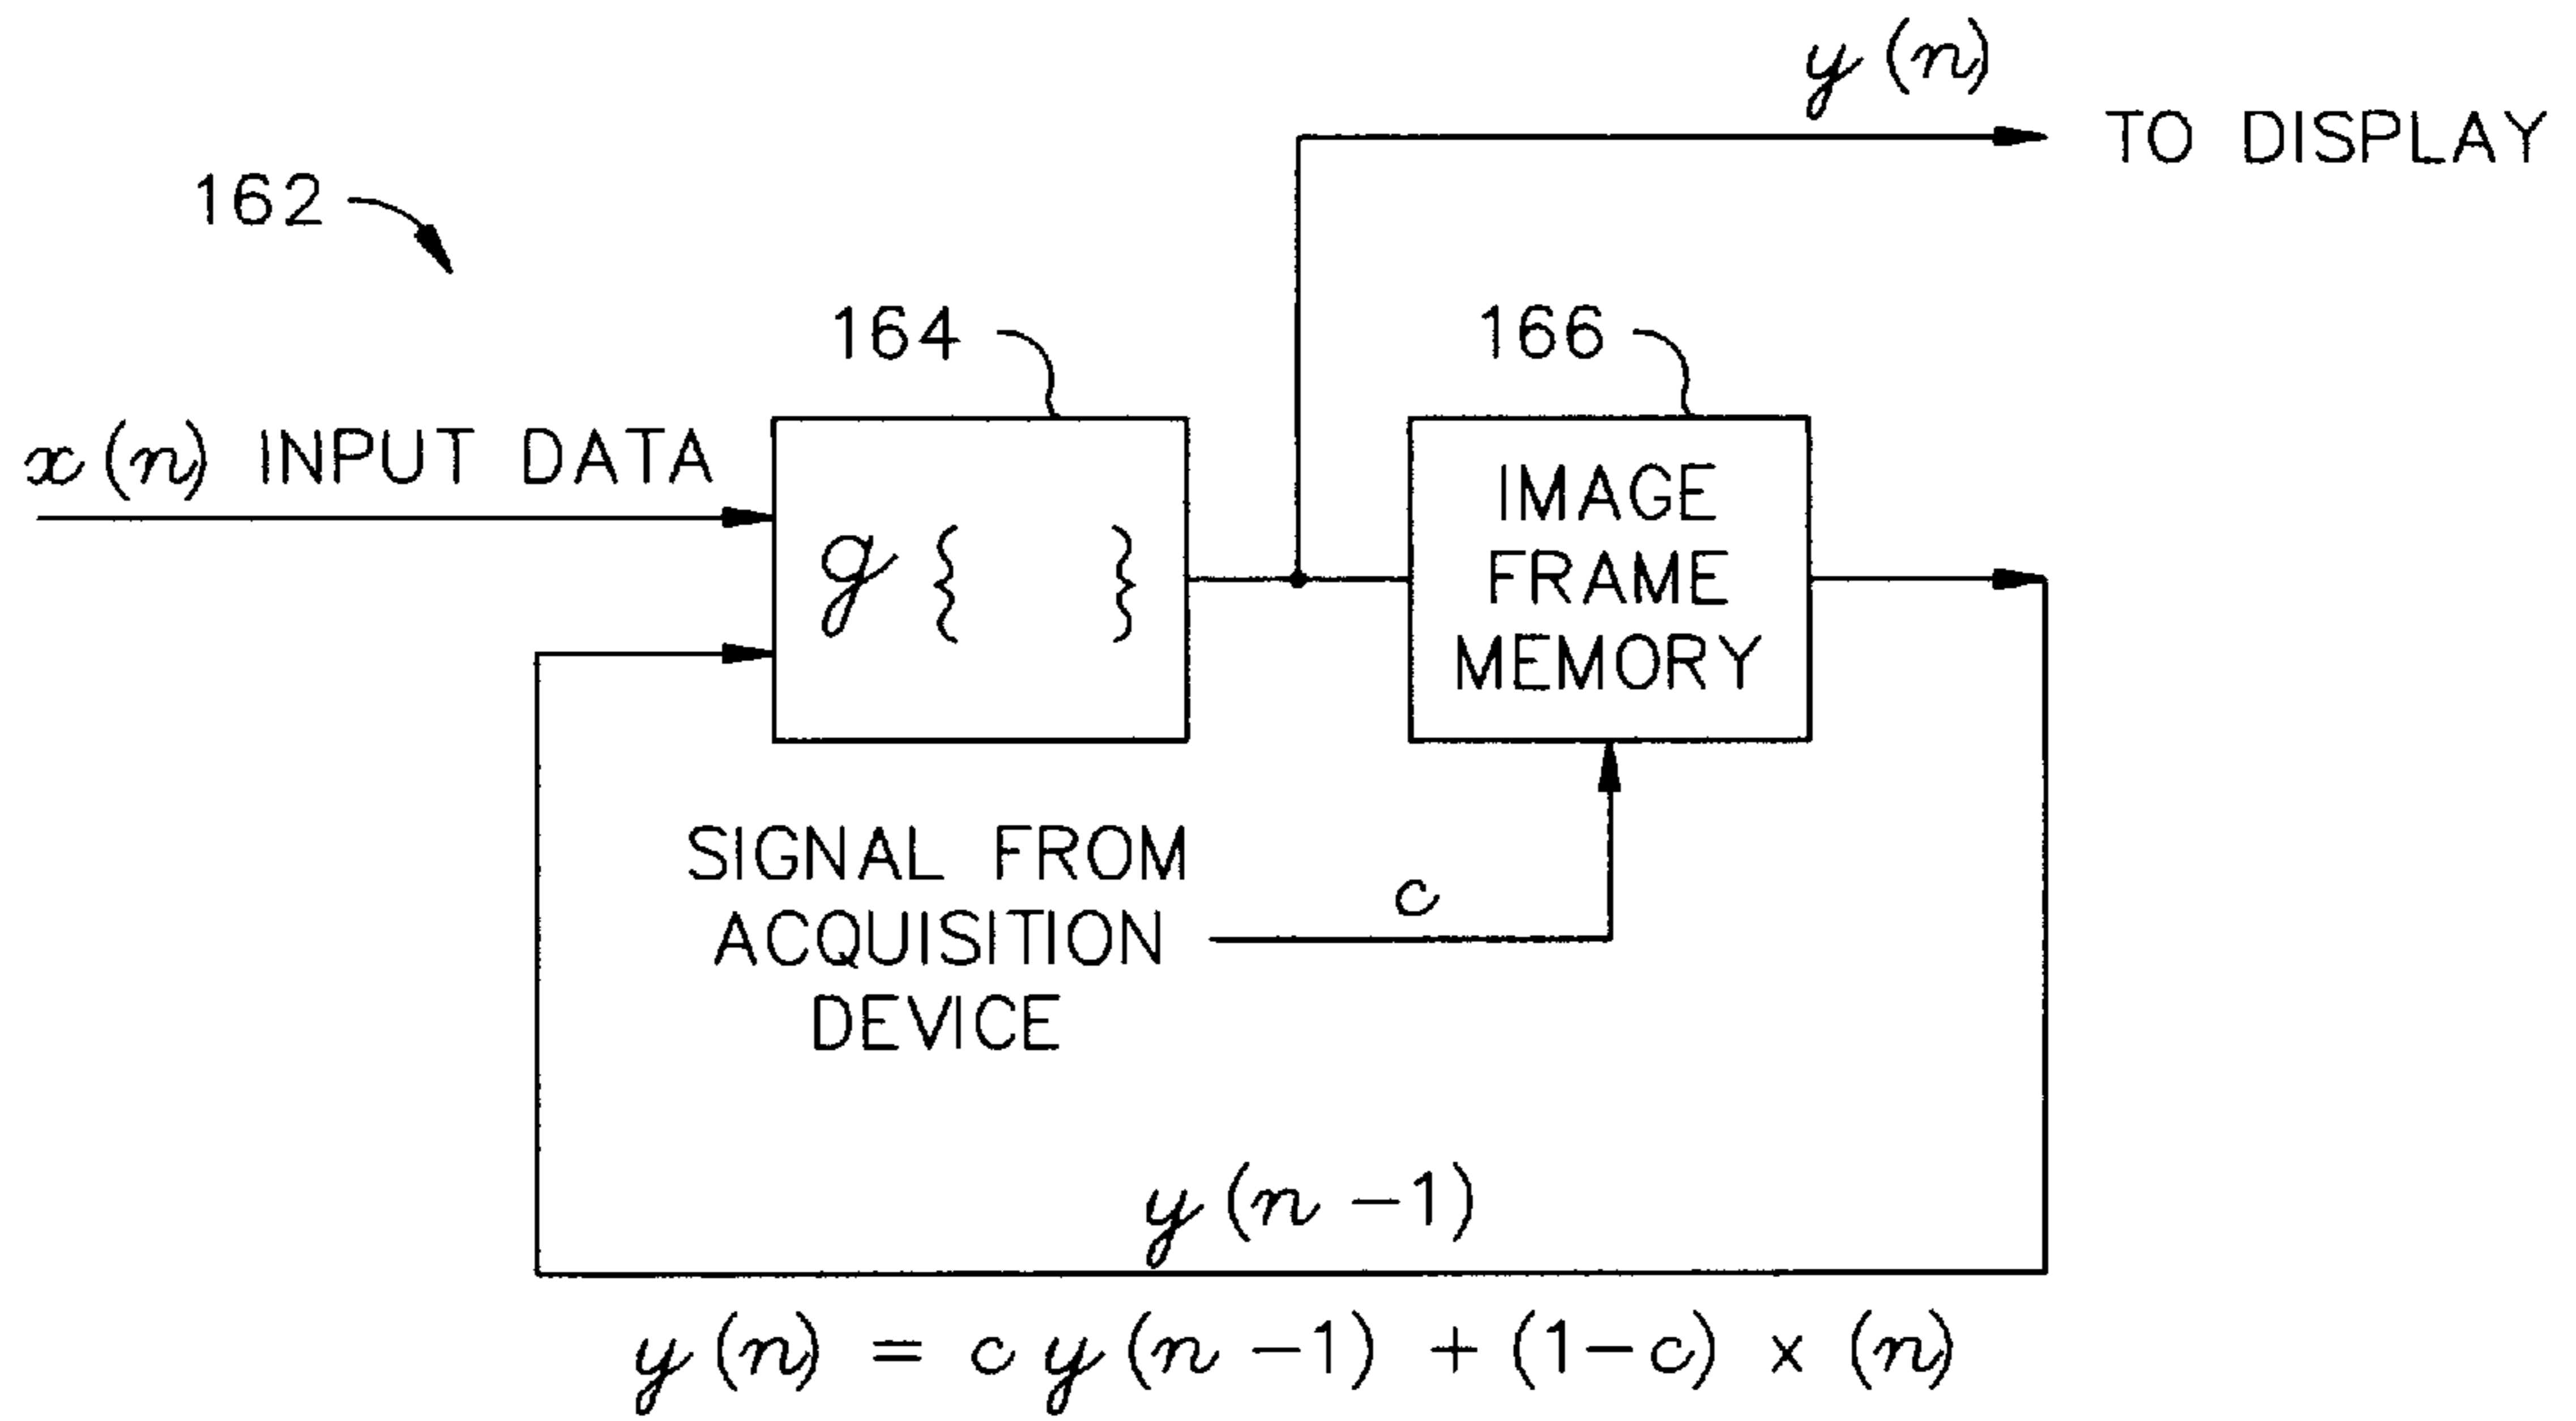 y (n)
TO DISPLAY
162
164
166
x (n) INPUT DATA
g { }
IMAGE
FRAME
MEMORY
SIGNAL FROM
ACQUISITION
DEVICE
c
y (n -1)
y (n) = c y (n -1) + (1-c) x (n)